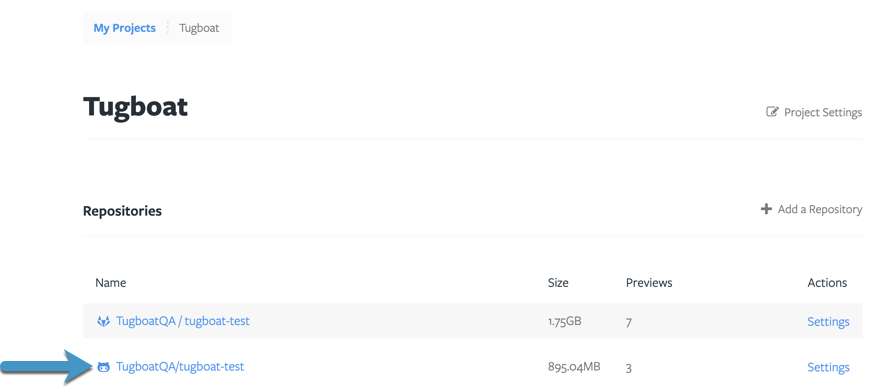 My Projects Tugboat
Tugboat
Project Settings
Repositories
Add a Repository
Name Size Previews Actions
TugboatQA / tugboat-test 1.75GB 7 Settings
TugboatQA/tugboat-test 895.04MB 3 Settings